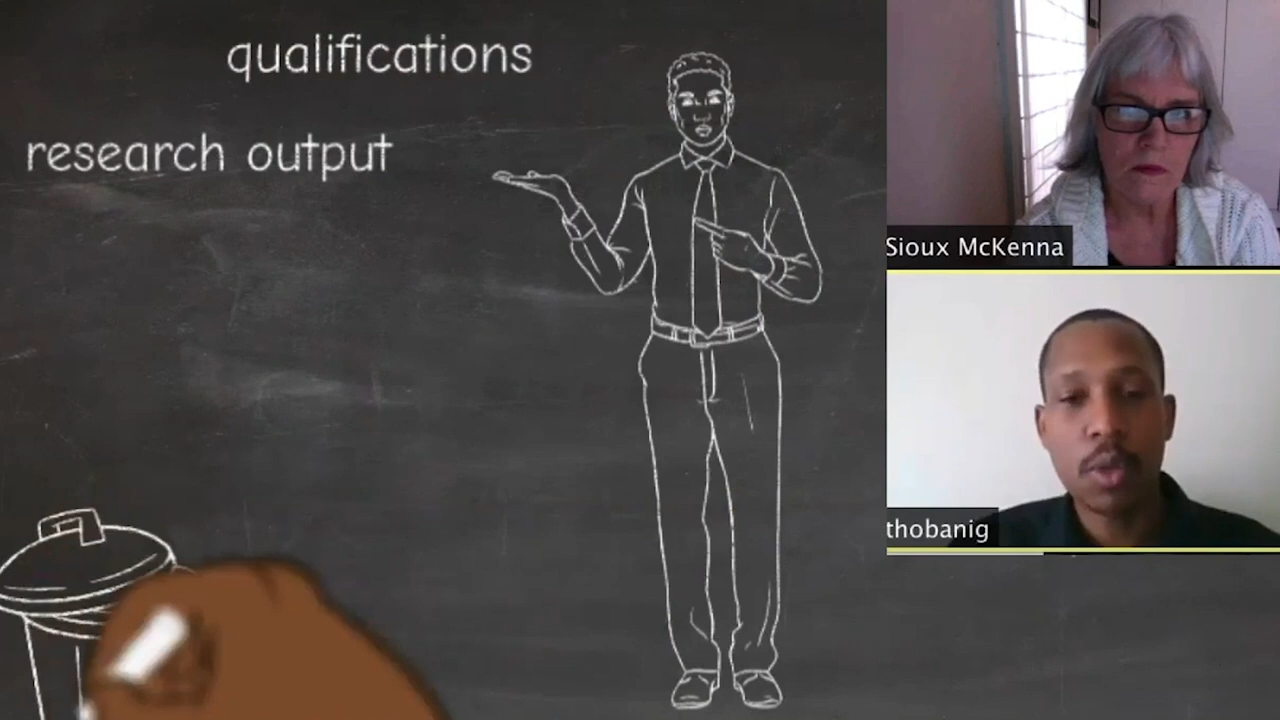 qualifications
research output
Sioux McKenna
thobanig